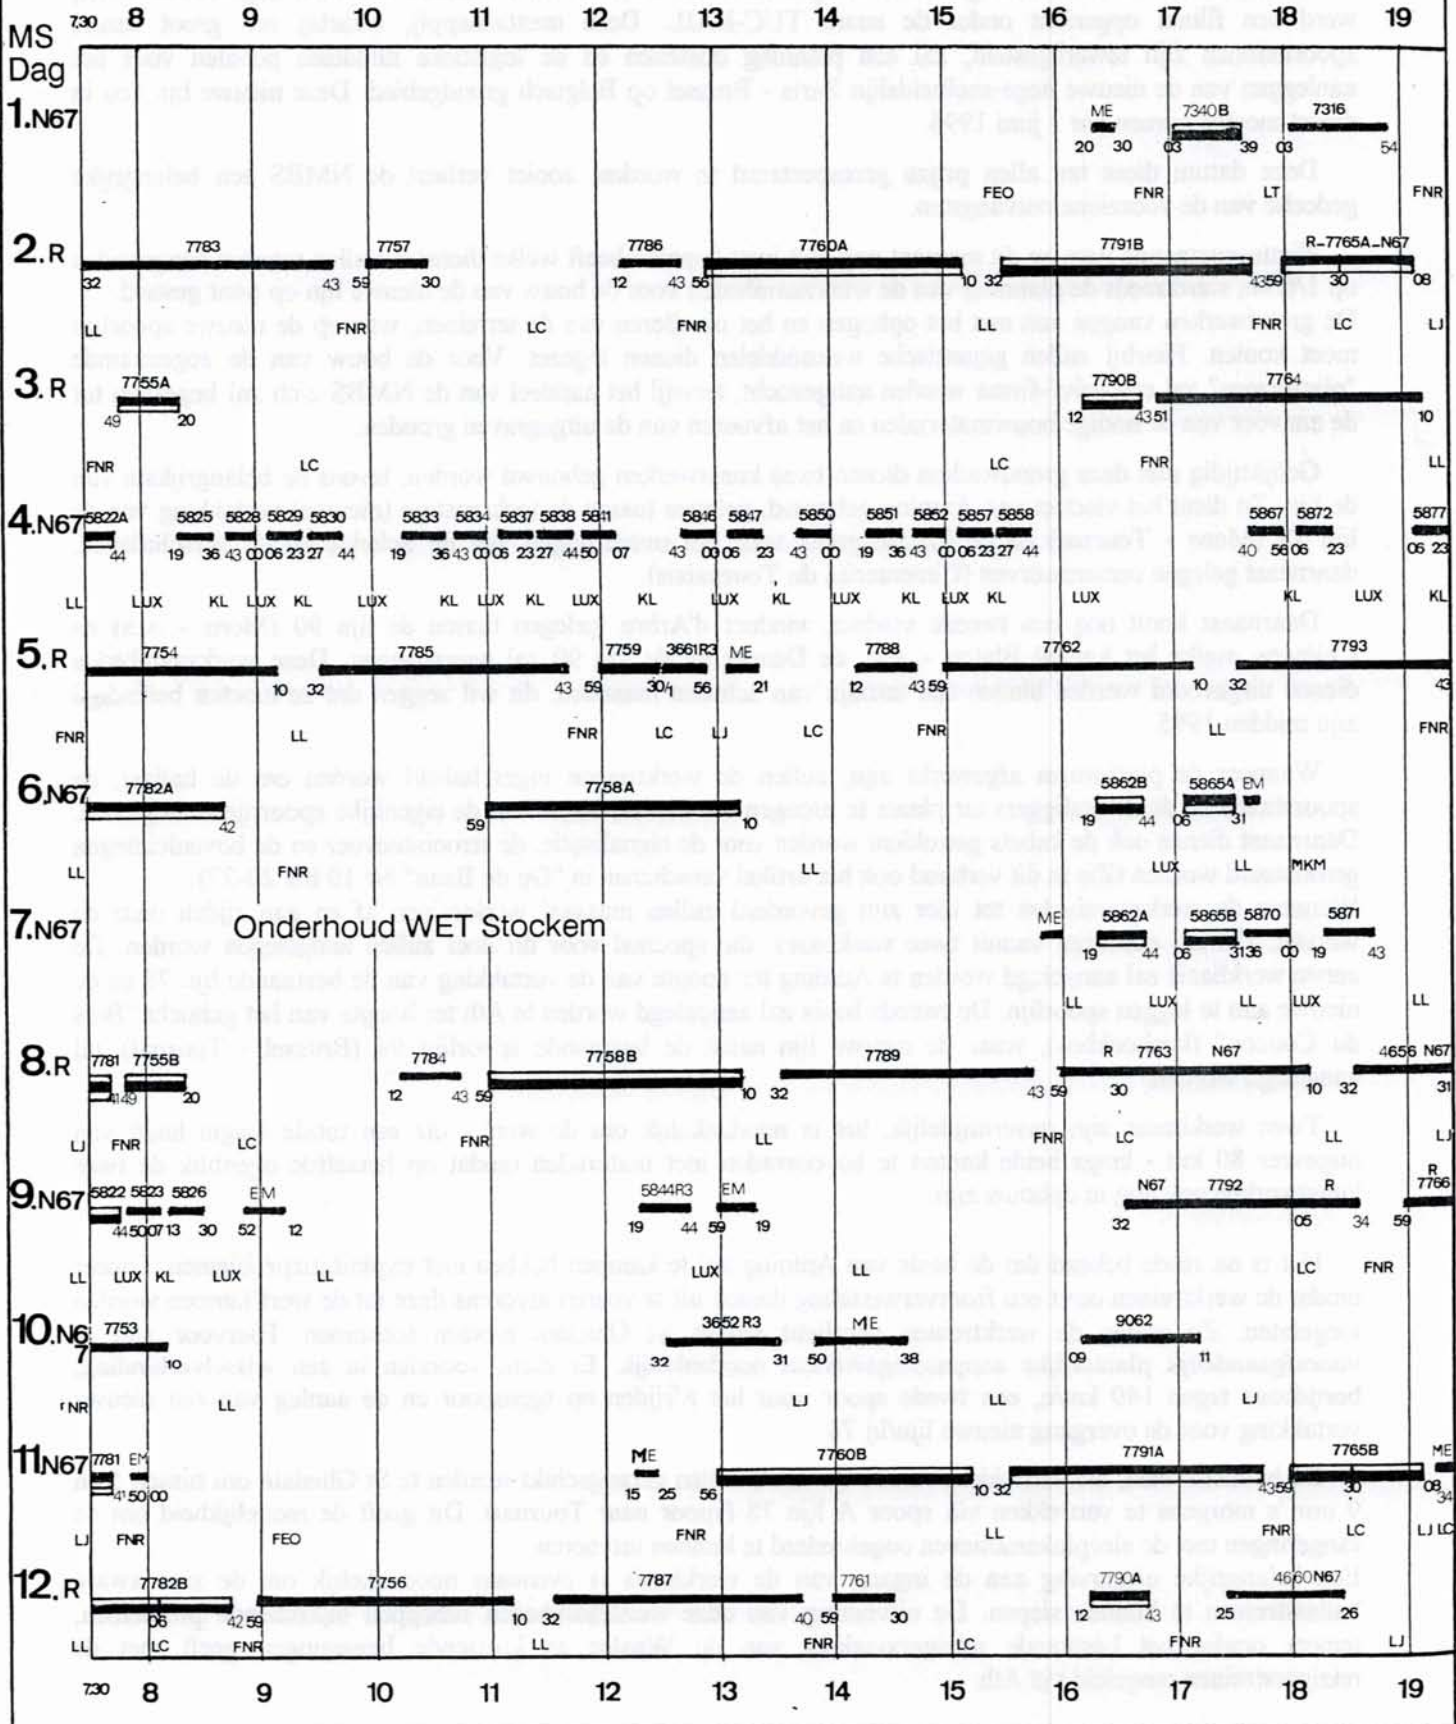 7.30 8 9 10 11 12 13 14 15 16 17 18 19
MS
Dag
ME 7340B 7316
1.N67
20 30 03 39 03 54
FEO FNR LT FNR
7783 7757 7786 7760A 7791B R-7765A-N67
2.R
32 43 59 30 12 43 56 10 32 43 59 30 08
LL FNR LC FNR LL FNR LC LJ
7755A 7790B 7764
3.R
49 20 12 43 51 10
FNR LC LC FNR LL
5822A 5825 5828 5829 5830 5833 5834 5837 5838 5841 5846 5847 5850 5851 5852 5857 5858 5867 5872 5877
4.N67
44 19 36 43 00 06 23 27 44 19 36 43 00 06 23 27 44 50 07 43 00 06 23 43 00 19 36 43 00 06 23 27 44 40 56 06 23 06 23
LL LUX KL LUX KL LUX KL LUX KL LUX KL LUX KL LUX KL LUX KL LUX KL LUX KL
7754 7785 7759 3661R3 ME 7788 7762 7793
5.R
10 32 43 59 56 21 12 43 59 10 32 43
FNR LL FNR LC LJ LC FNR LL FNR
7782A 7758A 5862B 5865A EM
6.N67
42 59 10 19 44 06 31
LL FNR LL LUX LL MKM
Onderhoud WET Stockem
ME 5862A 5865B 5870 5871
7.N67
19 44 06 31 36 00 19 43
LL LUX LL LUX LL
7781 7755B 7784 7758B 7789 R 7763 N67 4656 N67
8.R
41 49 20 12 43 59 10 32 43 59 30 10 32 31
LJ FNR LC FNR LL FNR LC LL LJ
5822 5823 5826 EM 5844R3 EM N67 7792 R R 7766
9.N67
44 50 07 13 30 52 12 19 44 59 19 32 05 34 59
LL LUX KL LUX LL LUX LL LC FNR
7753 3652 R3 ME 9062
10.N6
7
10 32 31 50 38 09 11
FNR LL LJ LL LJ
7781 EM ME 7760B 7791A 7765B ME
11.N67
41 50 00 15 25 56 10 32 43 59 30 08 34
LJ FNR FEO FNR LL FNR LC LJ LC
7782B 7756 7787 7761 7790A 4660N67
12.R
06 42 59 10 32 40 59 30 12 43 25 26
LL LC FNR LL FNR LC FNR LJ
7.30 8 9 10 11 12 13 14 15 16 17 18 19